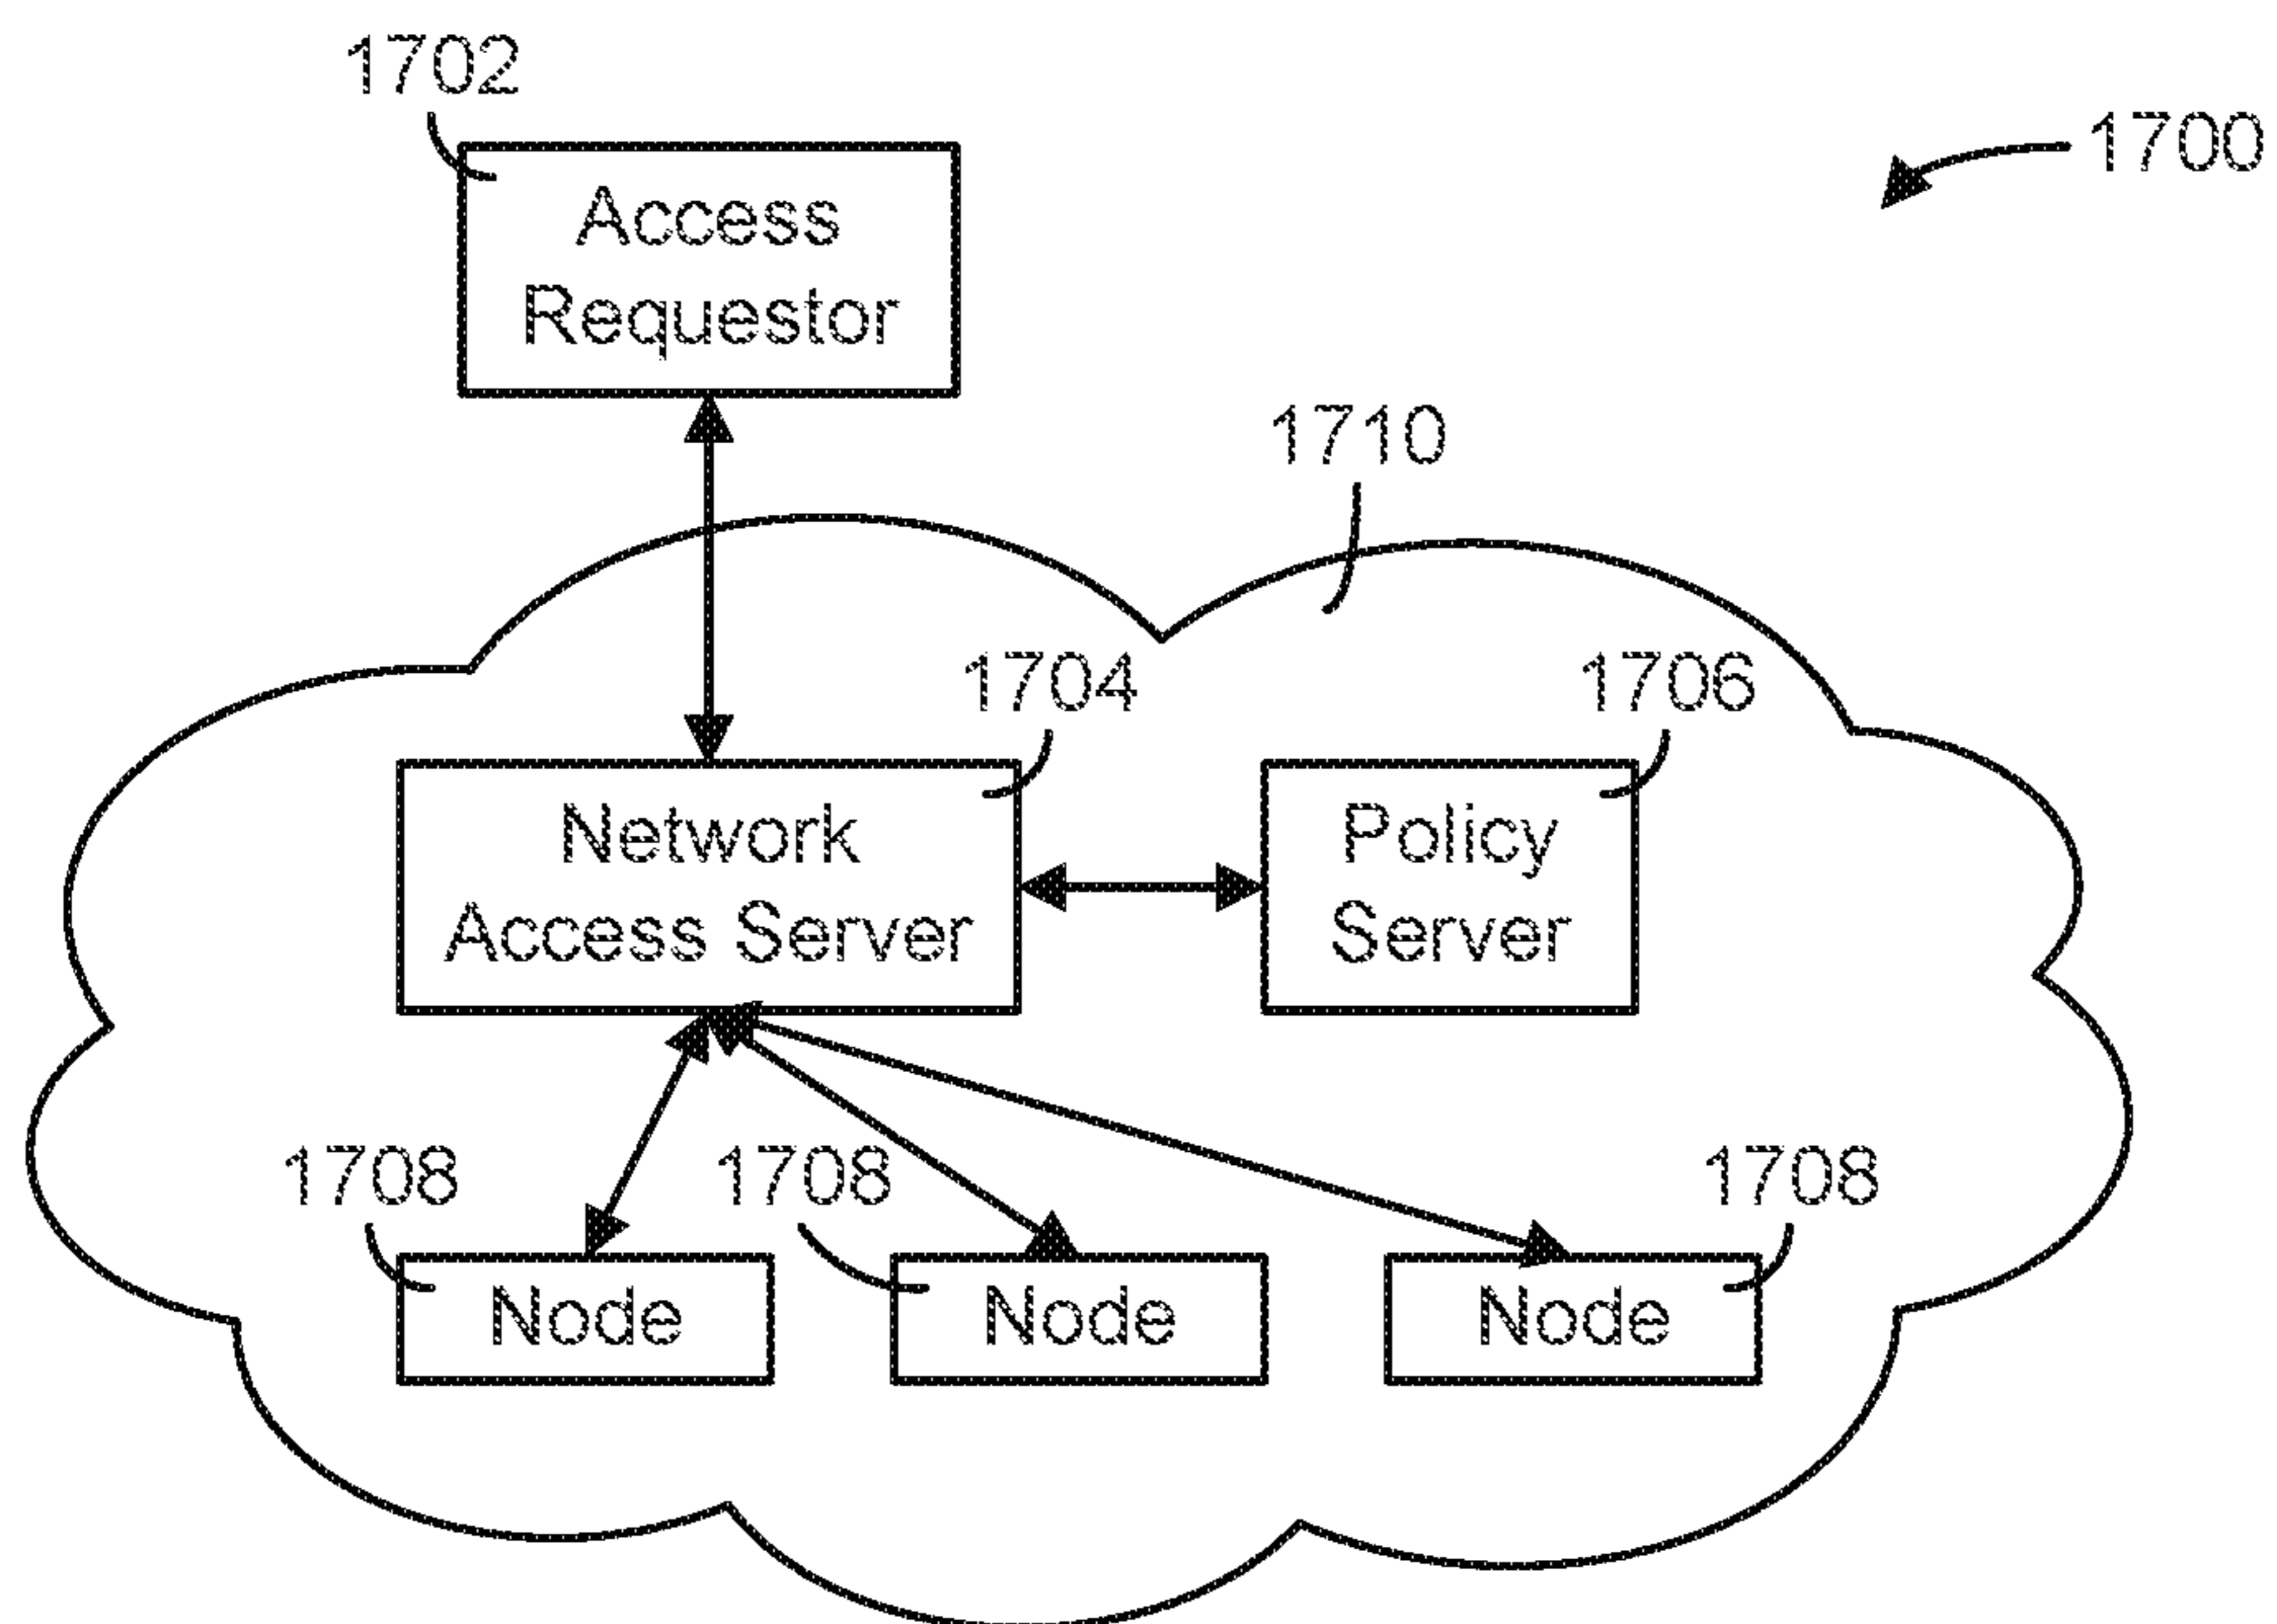 1702
1700
Access
Requestor
1710
1704
1706
Network
Access Server
Policy
Server
1708
1708
1708
Node
Node
Node